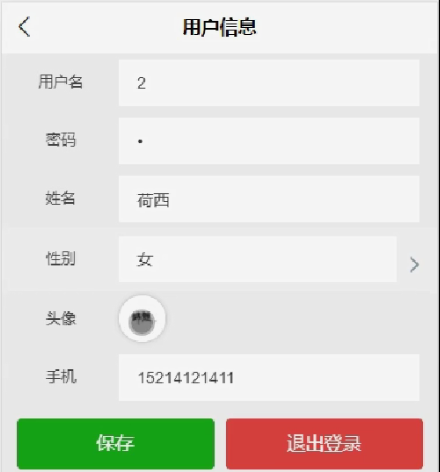 用户信息
用户名 2
密码 •
姓名 荷西
性别 女
头像
手机 15214121411
保存 退出登录